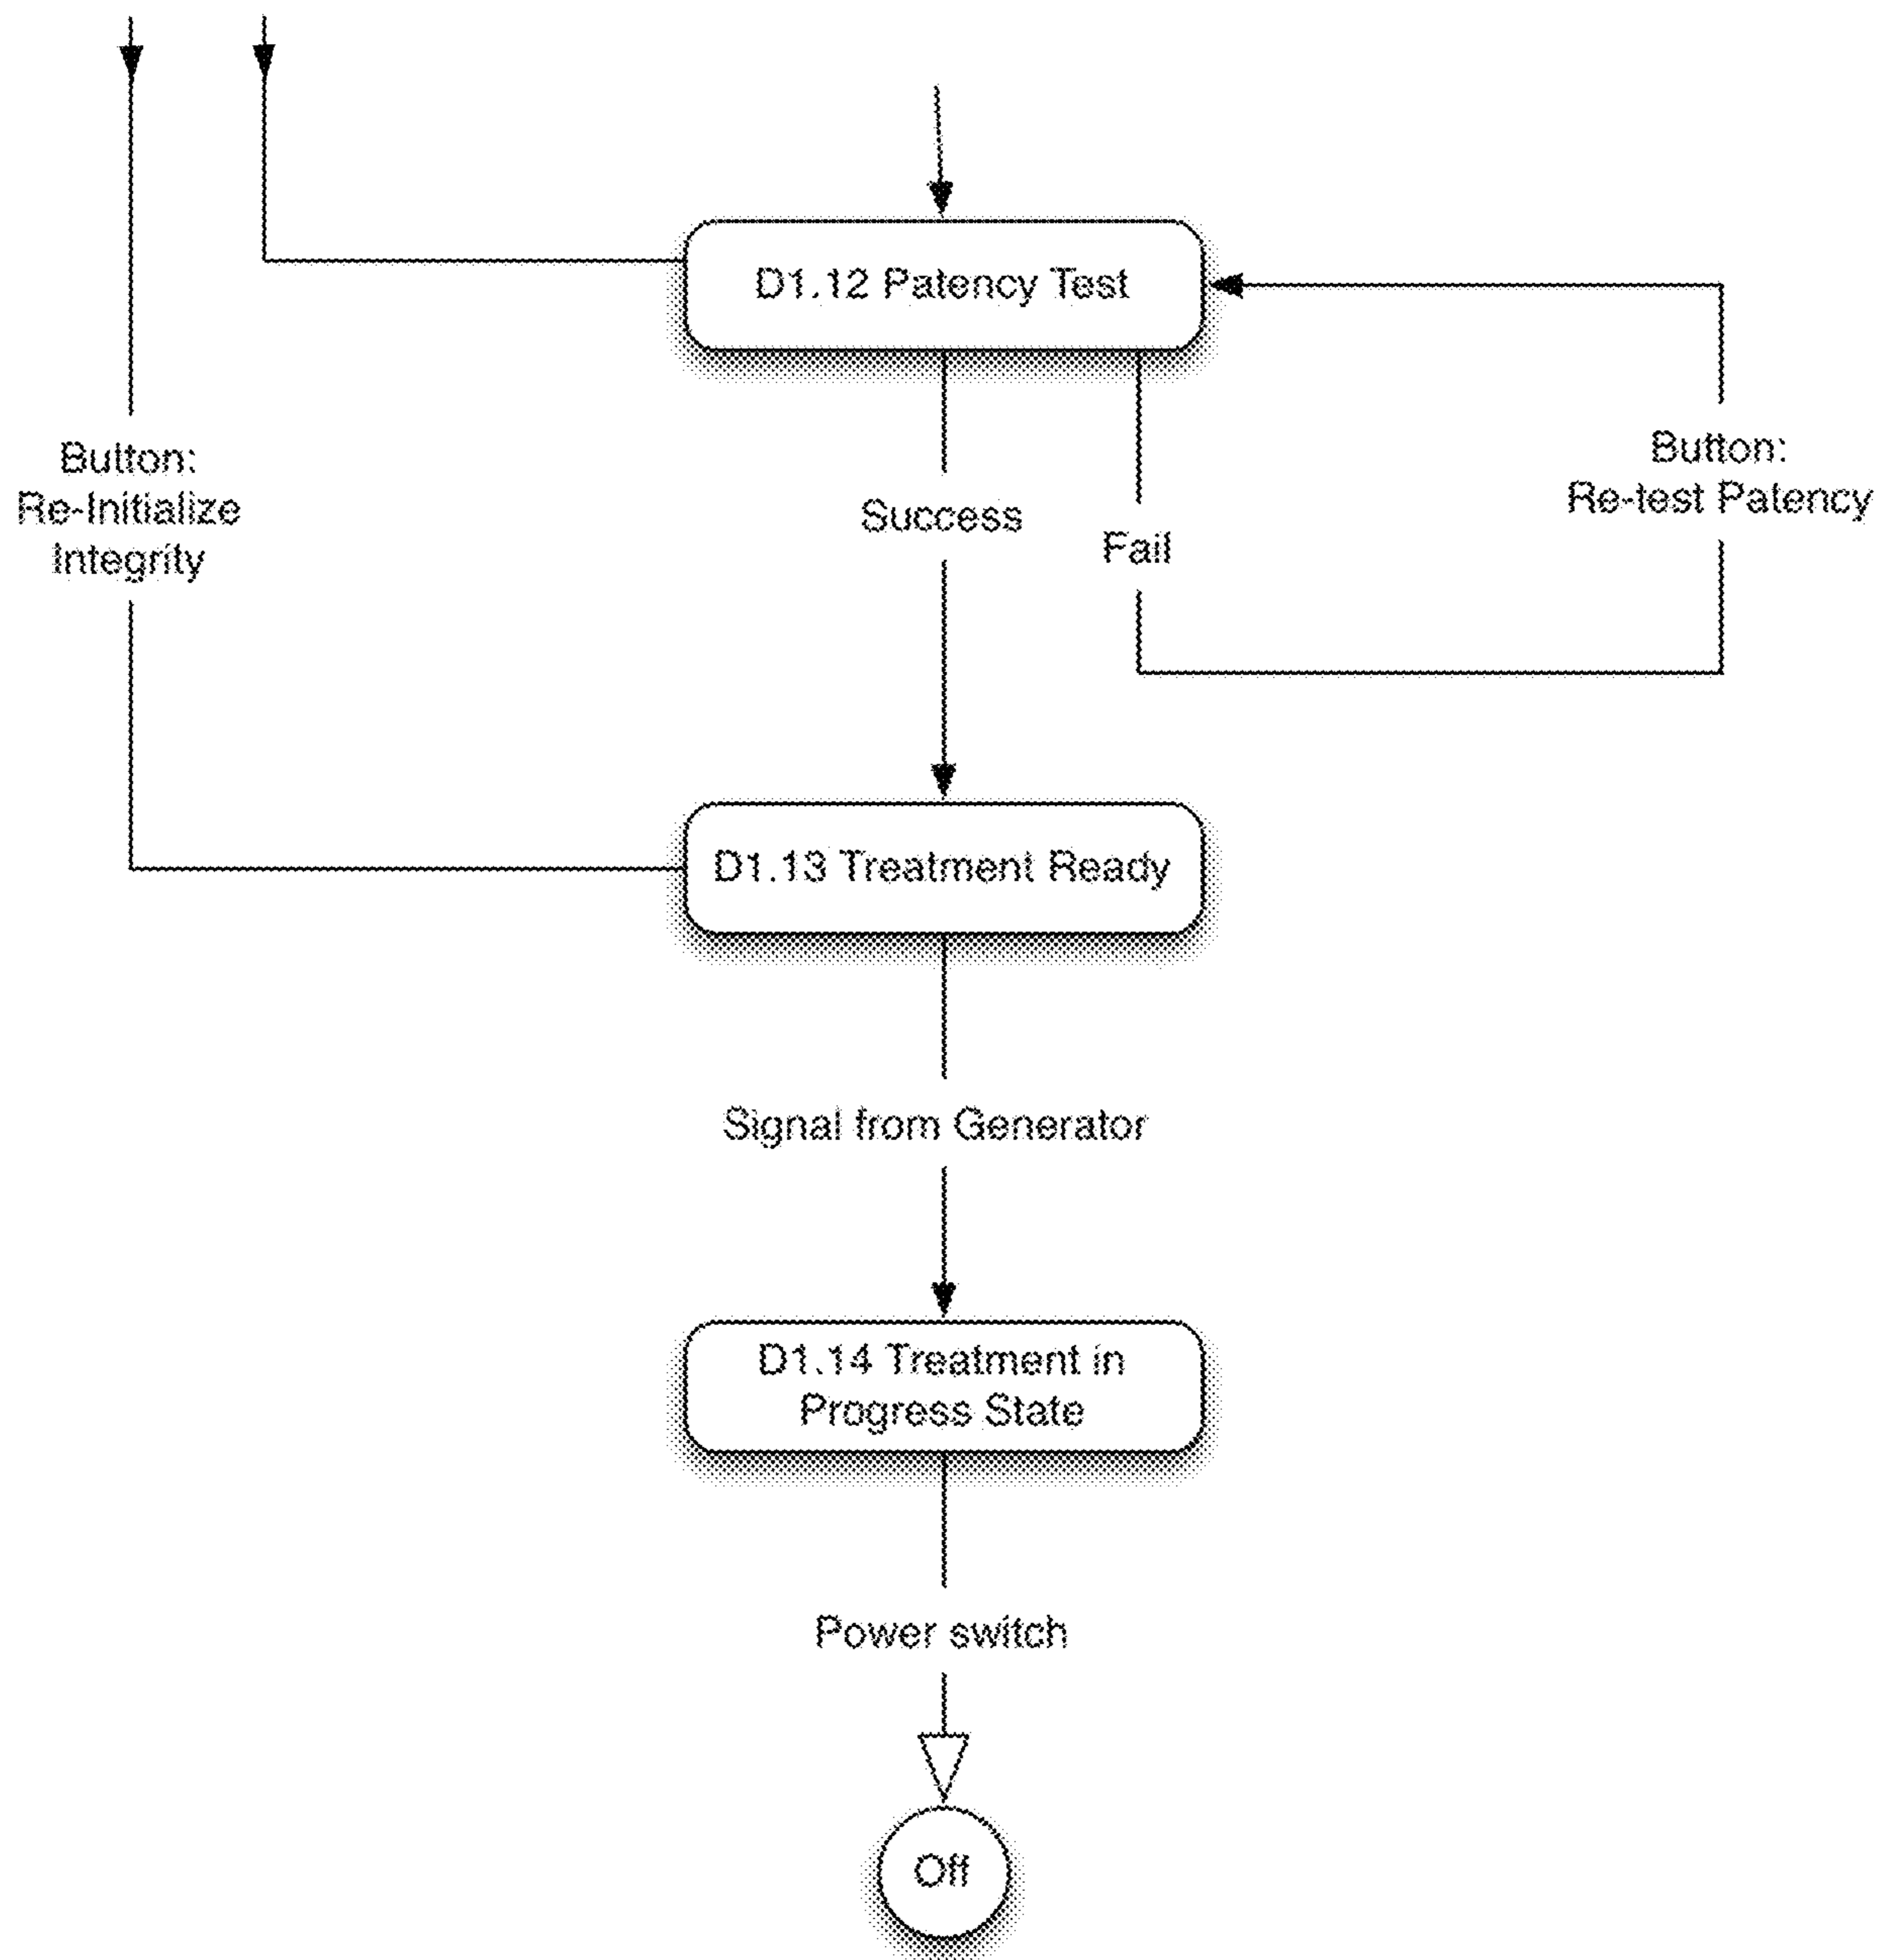 D1.12 Patency Test
Button:
Re-Initialize
Integrity
Success
Fail
Button:
Re-test Patency
D1.13 Treatment Ready
Signal from Generator
D1.14 Treatment in
Progress State
Power switch
Off